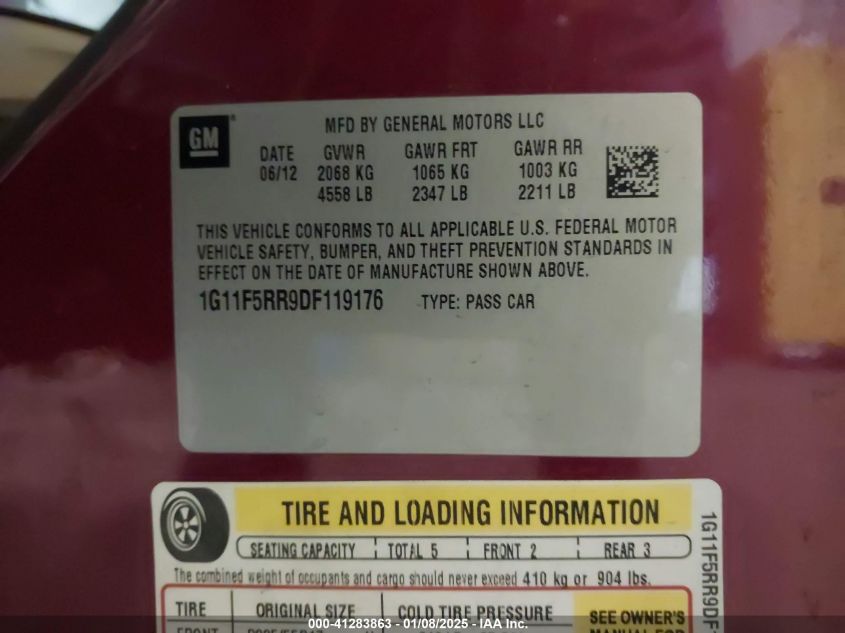 GM
MFD BY GENERAL MOTORS LLC
DATE GVWR GAWR FRT GAWR RR
06/12 2068 KG 1065 KG 1003 KG
4558 LB 2347 LB 2211 LB
THIS VEHICLE CONFORMS TO ALL APPLICABLE U.S. FEDERAL MOTOR
VEHICLE SAFETY, BUMPER, AND THEFT PREVENTION STANDARDS IN
EFFECT ON THE DATE OF MANUFACTURE SHOWN ABOVE.
1G11F5RR9DF119176 TYPE: PASS CAR
TIRE AND LOADING INFORMATION
SEATING CAPACITY TOTAL 5 FRONT 2 REAR 3
The combined weight of occupants and cargo should never exceed 410 kg or 904 lbs.
TIRE ORIGINAL SIZE COLD TIRE PRESSURE SEE OWNER'S
MANUAL FOR
FRONT
1G11F5RR9DF
000-41283863 - 01/08/2025 - IAA Inc.